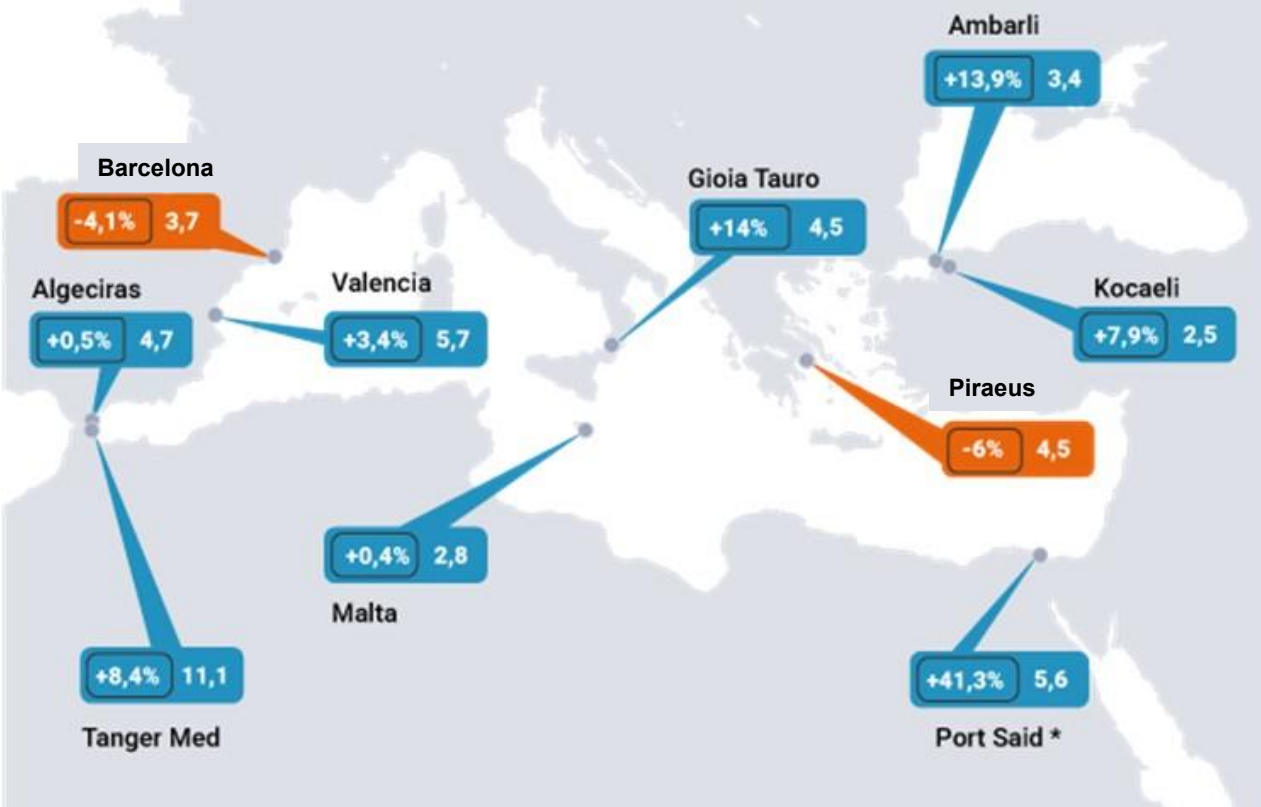 Ambarli
+13,9% 3,4
Barcelona
-4,1% 3,7
Gioia Tauro
+14% 4,5
Algeciras
+0,5% 4,7
Valencia
+3,4% 5,7
Kocaeli
+7,9% 2,5
Piraeus
-6% 4,5
+0,4% 2,8
Malta
+8,4% 11,1
Tanger Med
+41,3% 5,6
Port Said *